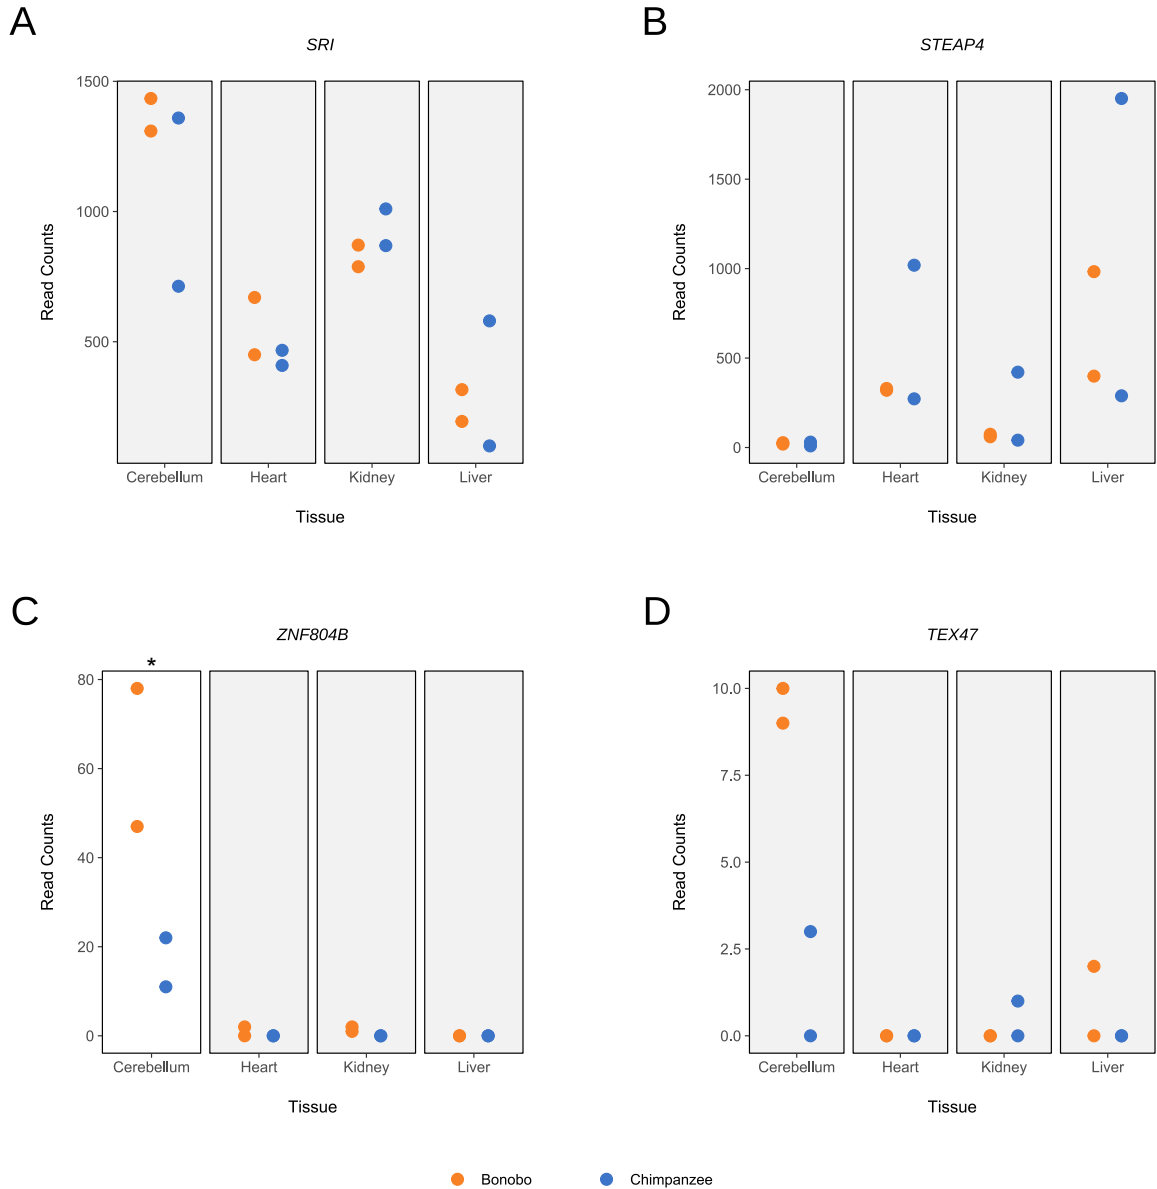 A
SRI
1500
1000
500
Read Counts
Cerebellum Heart Kidney Liver
Tissue
B
STEAP4
2000
1500
1000
500
0
Read Counts
Cerebellum Heart Kidney Liver
Tissue
C
ZNF804B
*
80
60
40
20
0
Read Counts
Cerebellum Heart Kidney Liver
Tissue
D
TEX47
10.0
7.5
5.0
2.5
0.0
Read Counts
Cerebellum Heart Kidney Liver
Tissue
Bonobo Chimpanzee